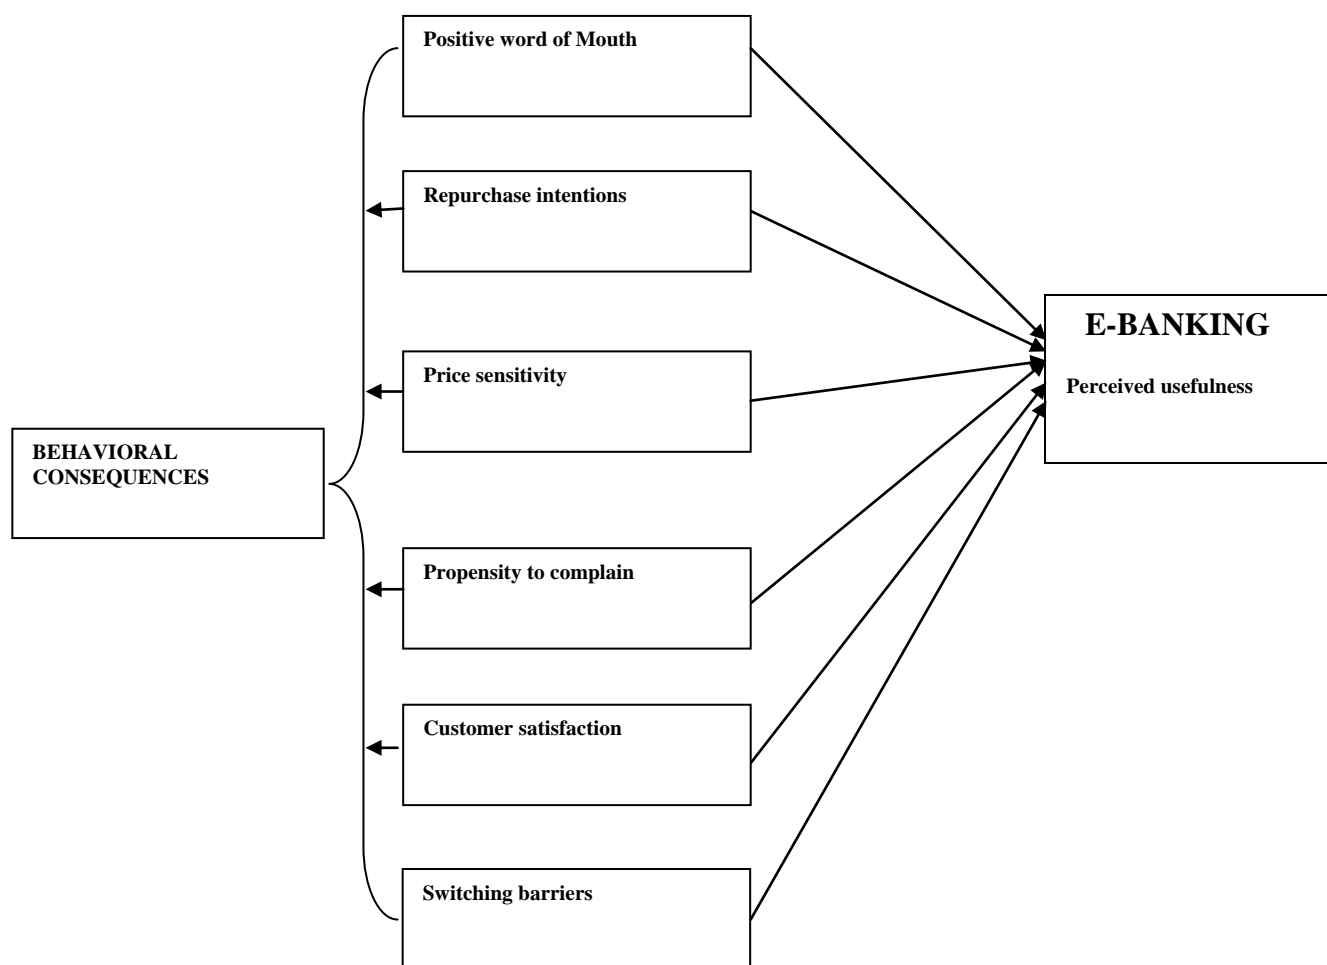 Positive word of Mouth
Repurchase intentions
E-BANKING
Price sensitivity
Perceived usefulness
BEHAVIORAL
CONSEQUENCES
Propensity to complain
Customer satisfaction
Switching barriers